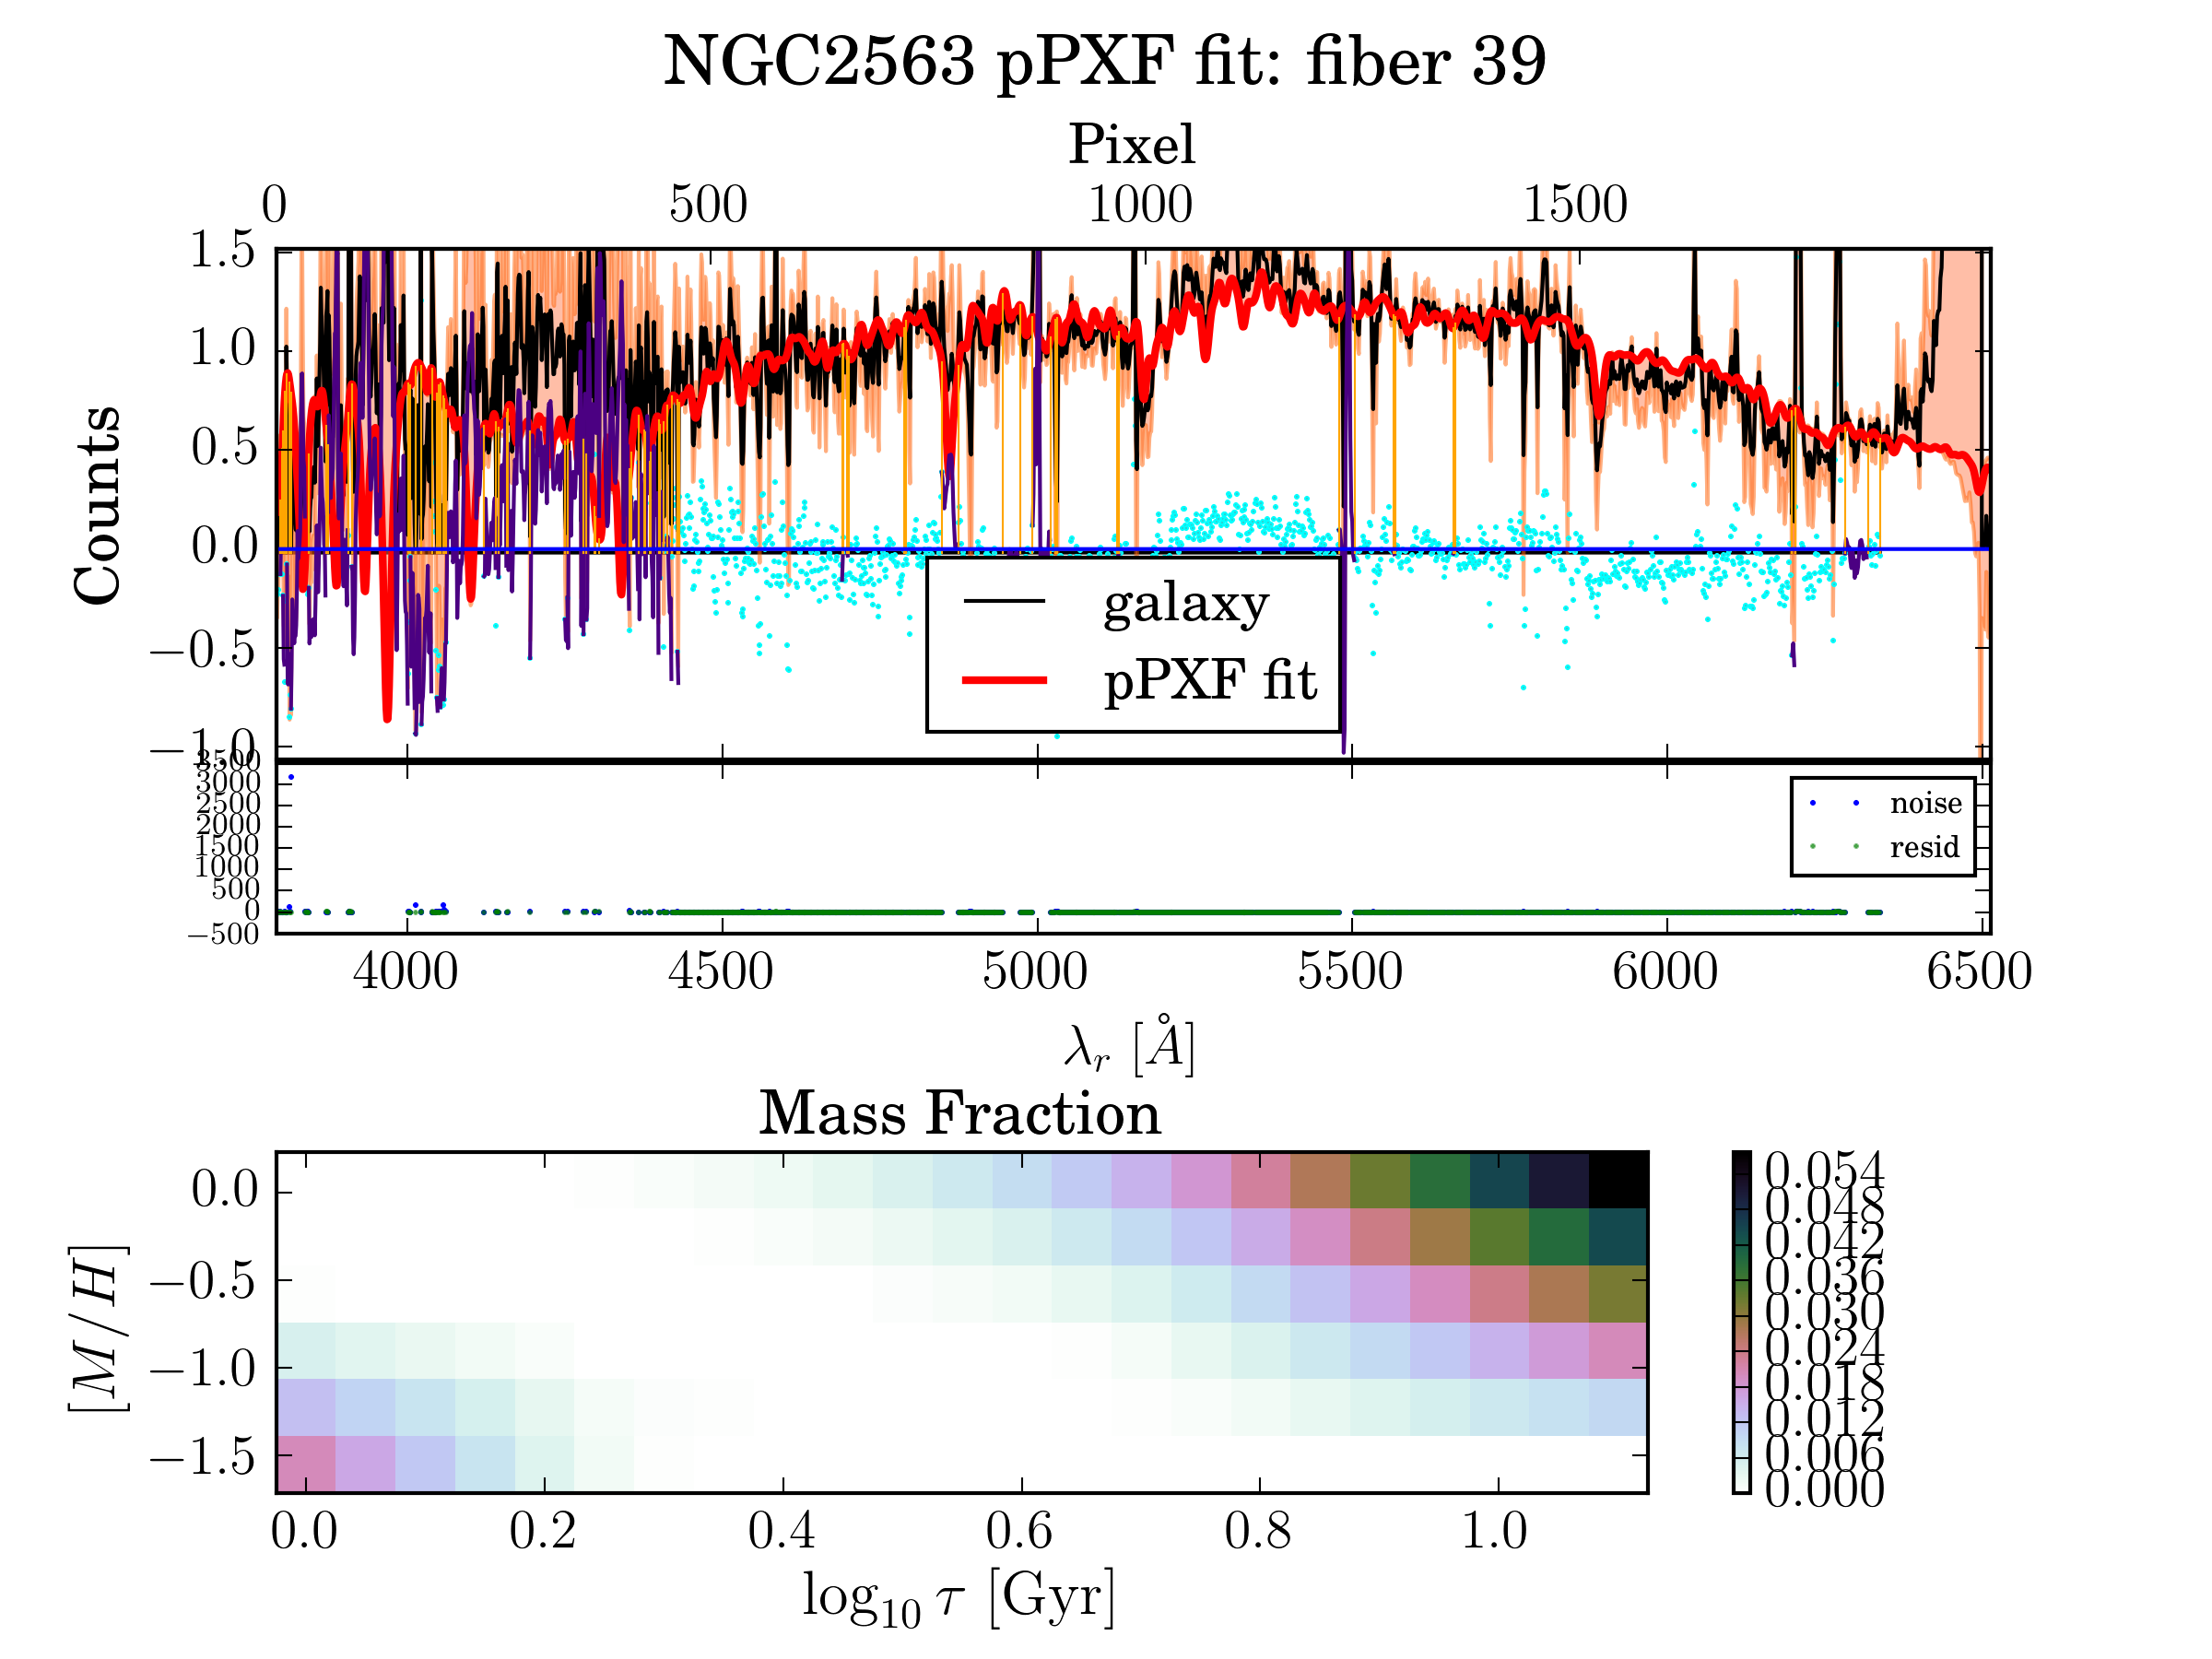 NGC2563 pPXF fit: fiber 39
Pixel
0 500 1000 1500
1.5
1.0
0.5
0.0
−0.5
−1.0
Counts
galaxy
pPXF fit
3500
3000
2500
2000
1500
1000
500
0
−500
noise
resid
4000 4500 5000 5500 6000 6500
λr [Å]
Mass Fraction
0.0
−0.5
−1.0
−1.5
[M/H]
0.054
0.048
0.042
0.036
0.030
0.024
0.018
0.012
0.006
0.000
0.0 0.2 0.4 0.6 0.8 1.0
log10 τ [Gyr]